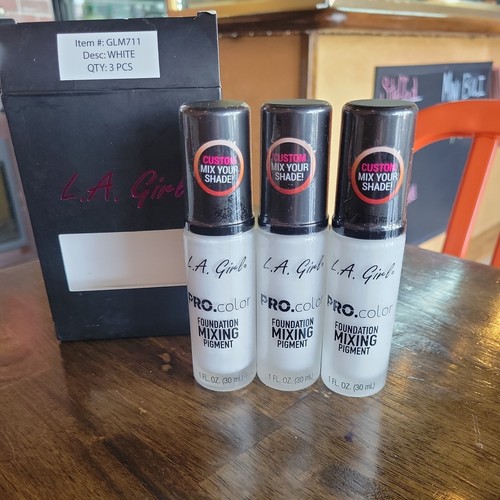 Item #: GLM711
Desc: WHITE
QTY: 3 PCS
L.A. Girl
CUSTOM
MIX YOUR
SHADE!
L.A. Girl
PRO.color
FOUNDATION
MIXING
PIGMENT
1 FL. OZ. (30 mL)
CUSTOM
MIX YOUR
SHADE!
L.A. Girl
PRO.color
FOUNDATION
MIXING
PIGMENT
1 FL. OZ. (30 mL)
CUSTOM
MIX YOUR
SHADE!
L.A. Girl
PRO.color
FOUNDATION
MIXING
PIGMENT
1 FL. OZ. (30 mL)